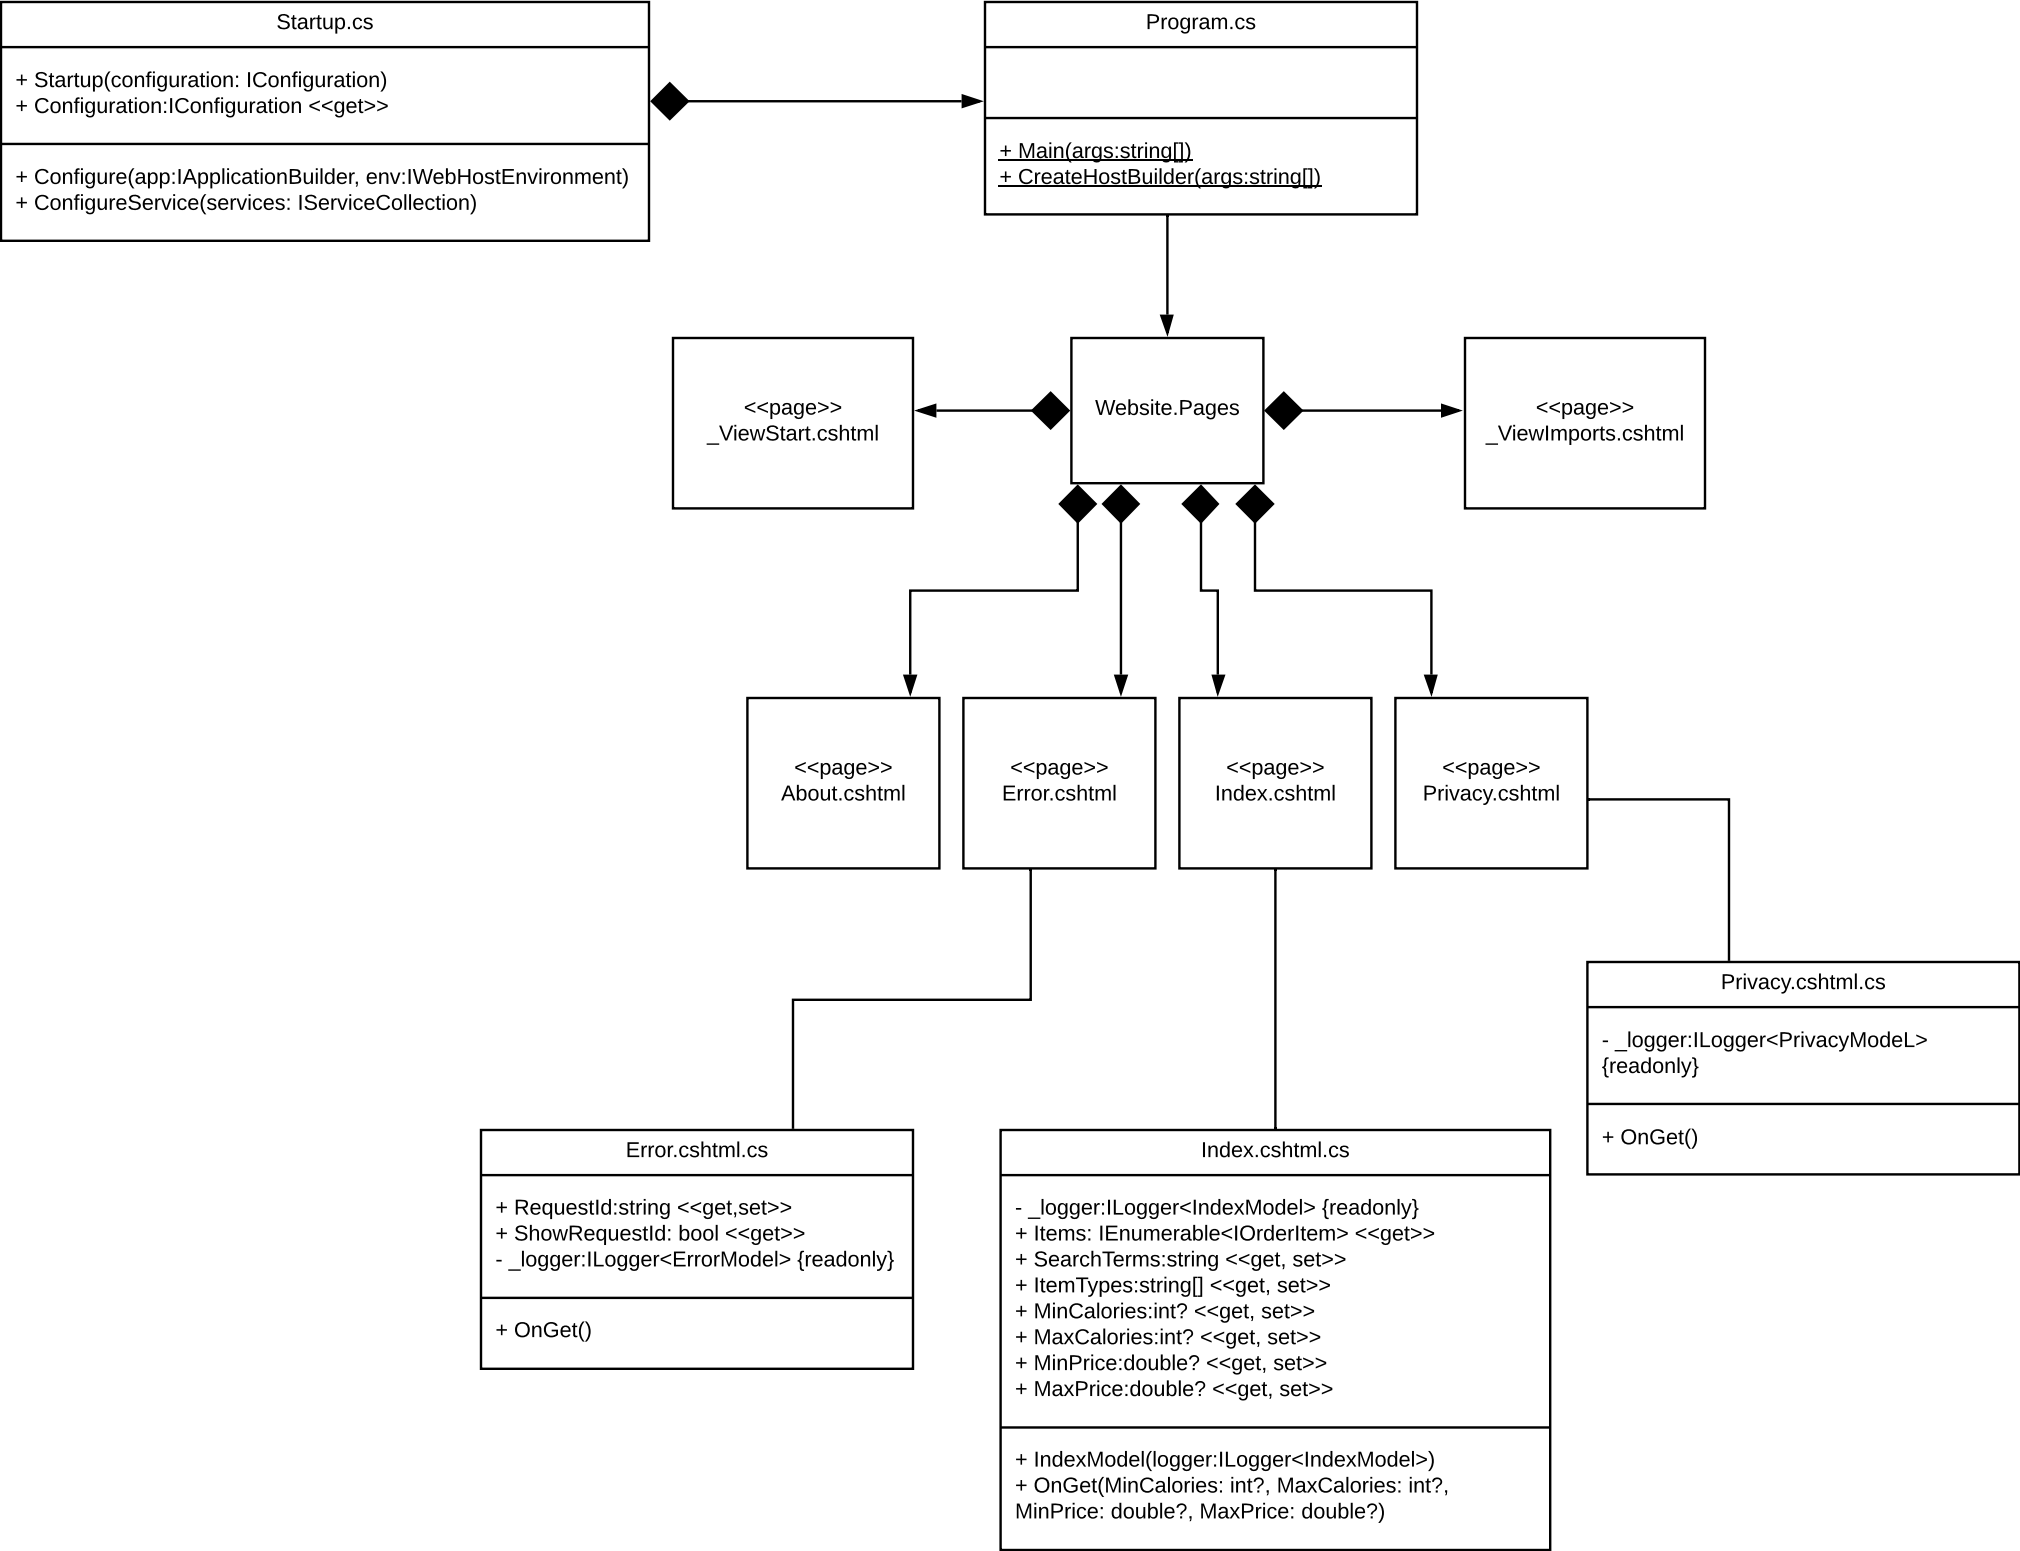 Startup.cs
+ Startup(configuration: IConfiguration)
+ Configuration:IConfiguration <<get>>
+ Configure(app:IApplicationBuilder, env:IWebHostEnvironment)
+ ConfigureService(services: IServiceCollection)
Program.cs
+ Main(args:string[])
+ CreateHostBuilder(args:string[])
<<page>>
_ViewStart.cshtml
Website.Pages
<<page>>
_ViewImports.cshtml
<<page>>
About.cshtml
<<page>>
Error.cshtml
<<page>>
Index.cshtml
<<page>>
Privacy.cshtml
Privacy.cshtml.cs
- _logger:ILogger<PrivacyModeL>
{readonly}
+ OnGet()
Error.cshtml.cs
+ RequestId:string <<get,set>>
+ ShowRequestId: bool <<get>>
- _logger:ILogger<ErrorModel> {readonly}
+ OnGet()
Index.cshtml.cs
- _logger:ILogger<IndexModel> {readonly}
+ Items: IEnumerable<IOrderItem> <<get>>
+ SearchTerms:string <<get, set>>
+ ItemTypes:string[] <<get, set>>
+ MinCalories:int? <<get, set>>
+ MaxCalories:int? <<get, set>>
+ MinPrice:double? <<get, set>>
+ MaxPrice:double? <<get, set>>
+ IndexModel(logger:ILogger<IndexModel>)
+ OnGet(MinCalories: int?, MaxCalories: int?,
MinPrice: double?, MaxPrice: double?)